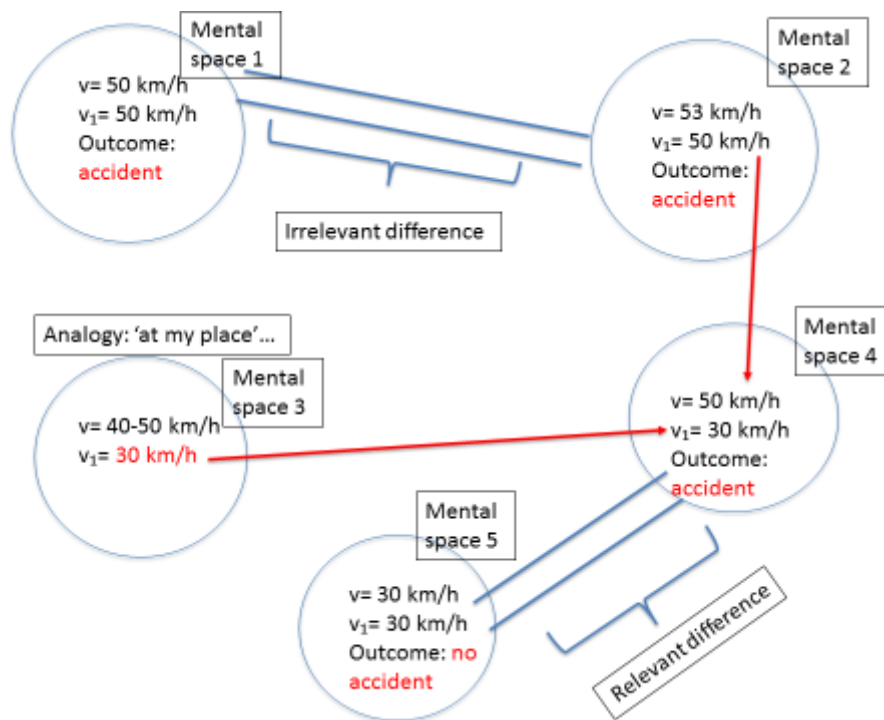 Mental
space 1
v= 50 km/h
v₁= 50 km/h
Outcome:
accident
Mental
space 2
v= 53 km/h
v₁= 50 km/h
Outcome:
accident
Irrelevant difference
Analogy: ‘at my place’...
Mental
space 3
v= 40-50 km/h
v₁= 30 km/h
Mental
space 4
v= 50 km/h
v₁= 30 km/h
Outcome:
accident
Mental
space 5
v= 30 km/h
v₁= 30 km/h
Outcome: no
accident
Relevant difference